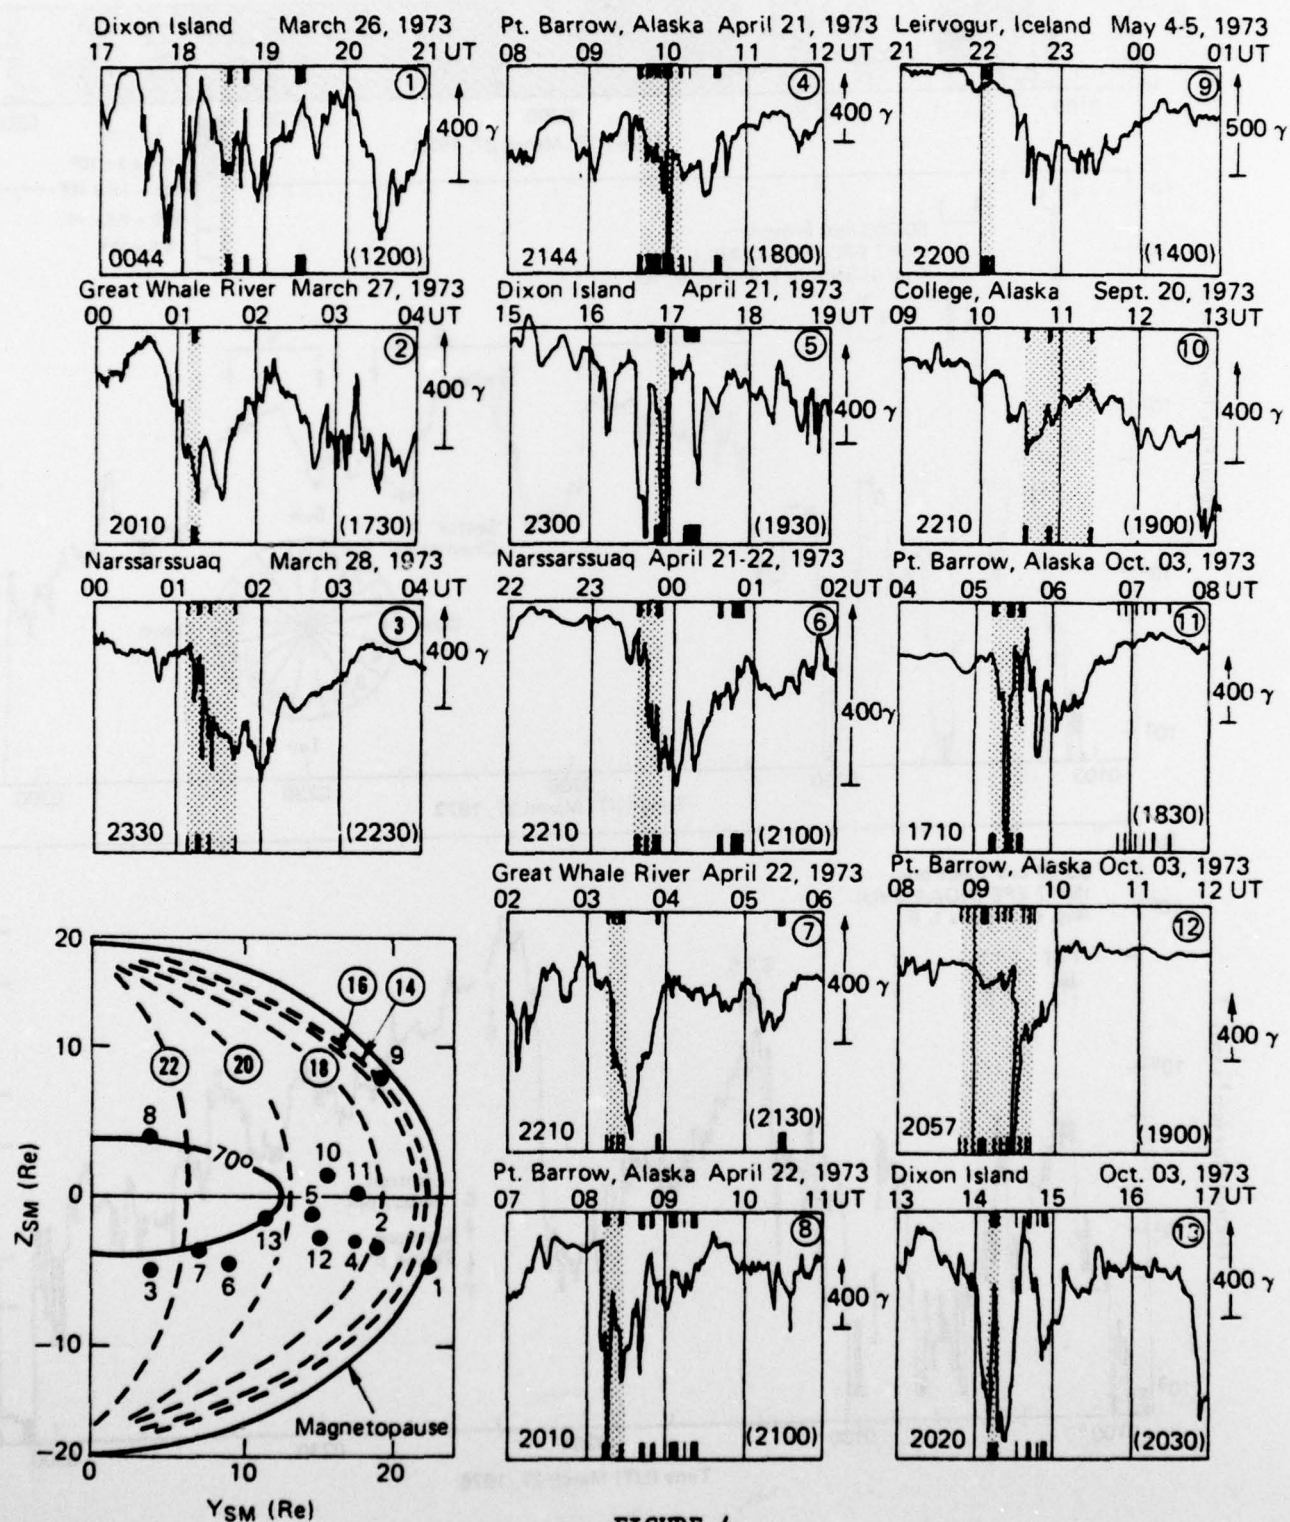 Dixon Island March 26, 1973
17 18 19 20 21 UT
①
400 γ
0044 (1200)
Great Whale River March 27, 1973
00 01 02 03 04 UT
②
400 γ
2010 (1730)
Narssarssuaq March 28, 1973
00 01 02 03 04 UT
③
400 γ
2330 (2230)
Pt. Barrow, Alaska April 21, 1973
08 09 10 11 12 UT
④
400 γ
2144 (1800)
Dixon Island April 21, 1973
15 16 17 18 19 UT
⑤
400 γ
2300 (1930)
Narssarssuaq April 21-22, 1973
22 23 00 01 02 UT
⑥
400γ
2210 (2100)
Great Whale River April 22, 1973
02 03 04 05 06
⑦
400 γ
2210 (2130)
Pt. Barrow, Alaska April 22, 1973
07 08 09 10 11 UT
⑧
400 γ
2010 (2100)
Leirvogur, Iceland May 4-5, 1973
21 22 23 00 01 UT
⑨
500 γ
2200 (1400)
College, Alaska Sept. 20, 1973
09 10 11 12 13 UT
⑩
400 γ
2210 (1900)
Pt. Barrow, Alaska Oct. 03, 1973
04 05 06 07 08 UT
⑪
400 γ
1710 (1830)
Pt. Barrow, Alaska Oct. 03, 1973
08 09 10 11 12 UT
⑫
400 γ
2057 (1900)
Dixon Island Oct. 03, 1973
13 14 15 16 17 UT
⑬
400 γ
2020 (2030)
20
10
0
-10
-20
ZSM (Re)
16 14
9
22 20 18
8
70º
10
11
5
2
13 12 4
7 6
3 1
Magnetopause
0 10 20
YSM (Re)